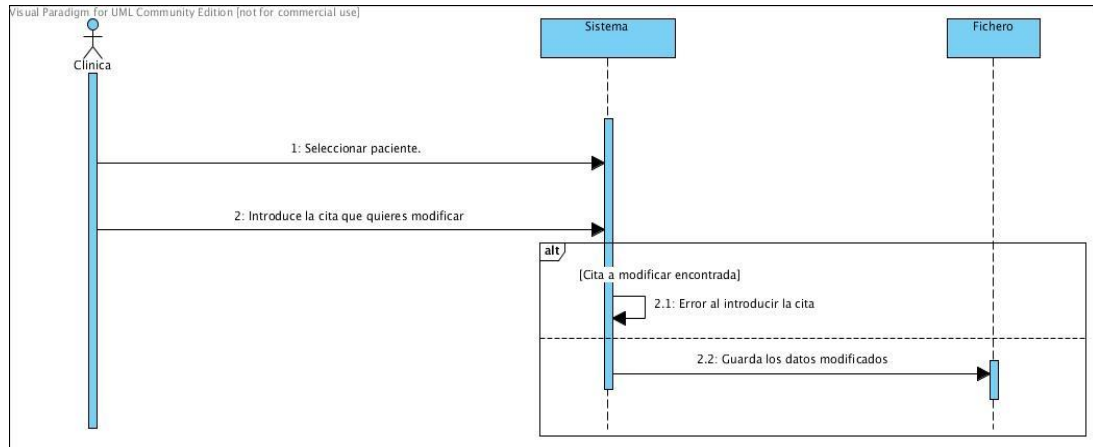 Visual Paradigm for UML Community Edition [not for commercial use]
Sistema
Fichero
Clinica
1: Seleccionar paciente.
2: Introduce la cita que quieres modificar
alt
[Cita a modificar encontrada]
2.1: Error al introducir la cita
2.2: Guarda los datos modificados